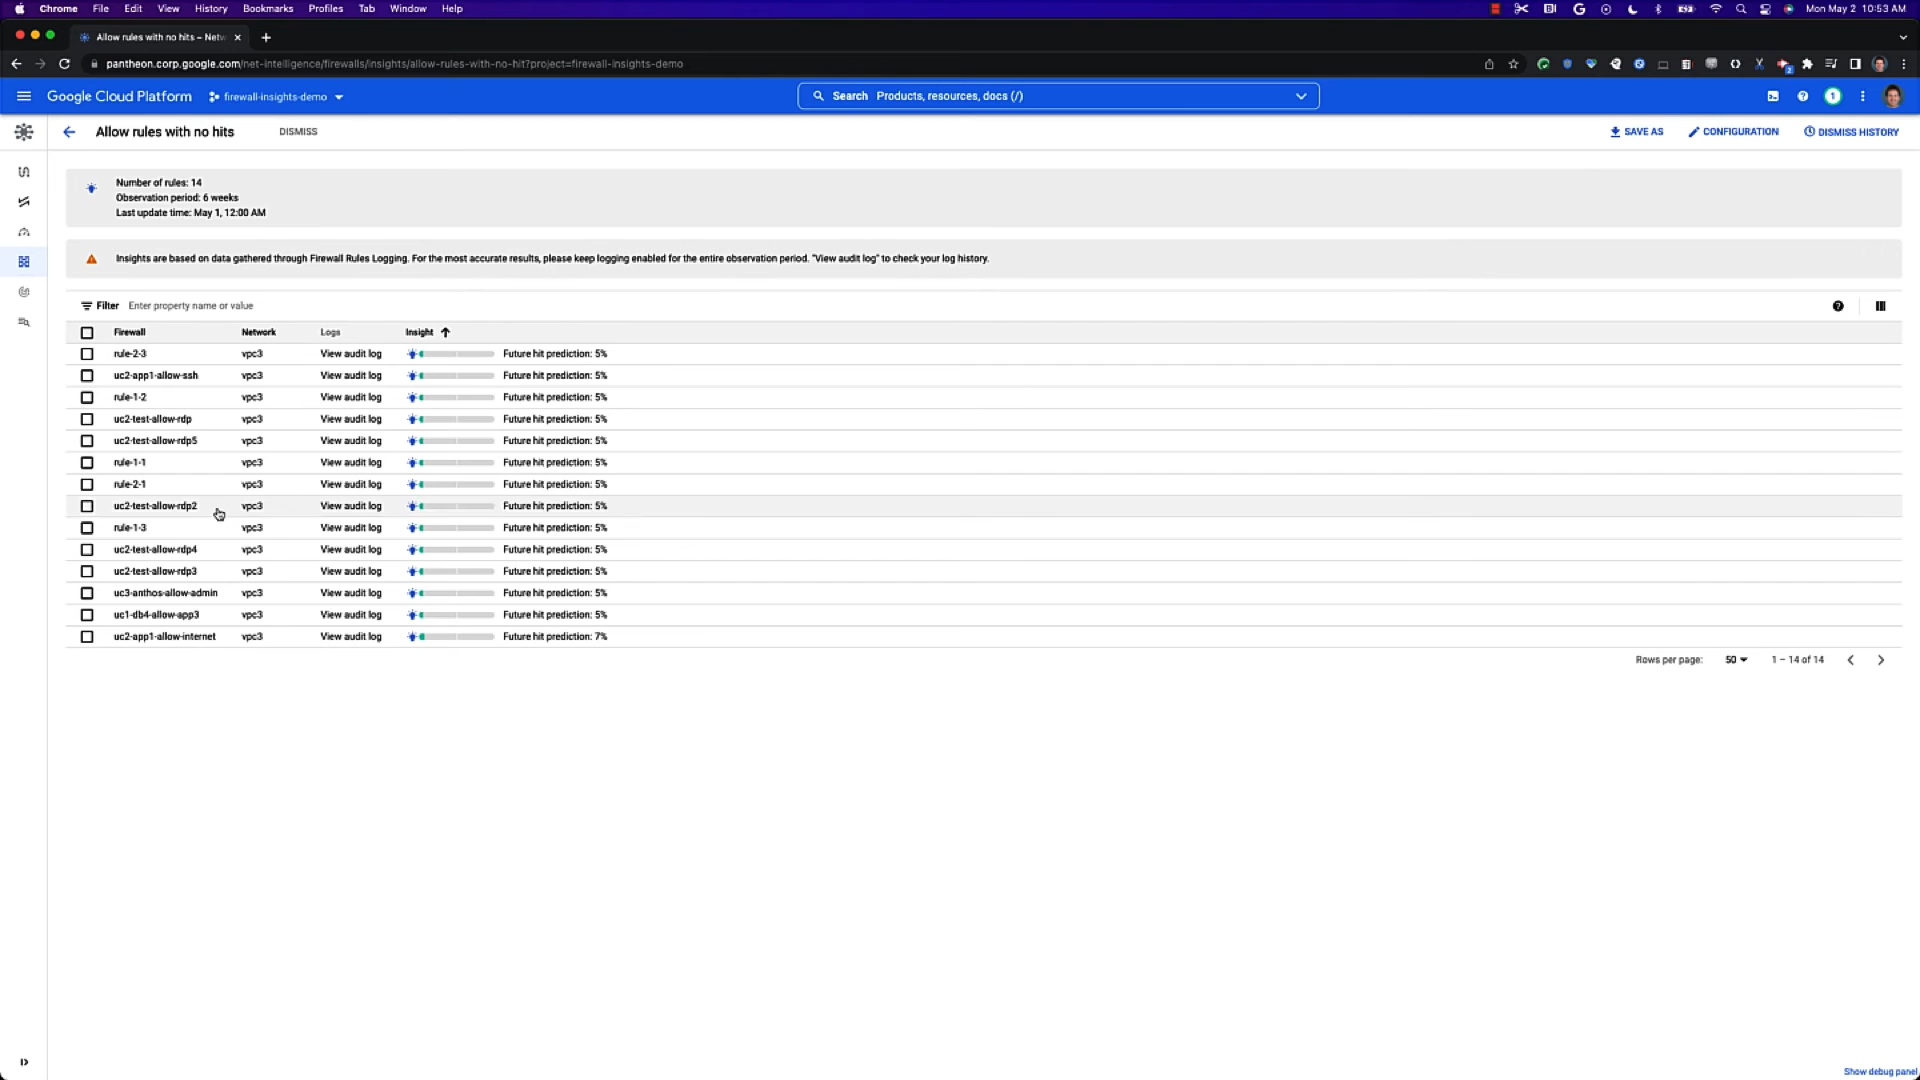 Chrome File Edit View History Bookmarks Profiles Tab Window Help Mon May 2 10:53 AM
Allow rules with no hits – Netw
pantheon.corp.google.com/net-intelligence/firewalls/insights/allow-rules-with-no-hit?project=firewall-insights-demo
Google Cloud Platform firewall-insights-demo Search Products, resources, docs (/) 1
Allow rules with no hits DISMISS SAVE AS CONFIGURATION DISMISS HISTORY
Number of rules: 14
Observation period: 6 weeks
Last update time: May 1, 12:00 AM
Insights are based on data gathered through Firewall Rules Logging. For the most accurate results, please keep logging enabled for the entire observation period. "View audit log" to check your log history.
Filter Enter property name or value
Firewall Network Logs Insight
rule-2-3 vpc3 View audit log Future hit prediction: 5%
uc2-app1-allow-ssh vpc3 View audit log Future hit prediction: 5%
rule-1-2 vpc3 View audit log Future hit prediction: 5%
uc2-test-allow-rdp vpc3 View audit log Future hit prediction: 5%
uc2-test-allow-rdp5 vpc3 View audit log Future hit prediction: 5%
rule-1-1 vpc3 View audit log Future hit prediction: 5%
rule-2-1 vpc3 View audit log Future hit prediction: 5%
uc2-test-allow-rdp2 vpc3 View audit log Future hit prediction: 5%
rule-1-3 vpc3 View audit log Future hit prediction: 5%
uc2-test-allow-rdp4 vpc3 View audit log Future hit prediction: 5%
uc2-test-allow-rdp3 vpc3 View audit log Future hit prediction: 5%
uc3-anthos-allow-admin vpc3 View audit log Future hit prediction: 5%
uc1-db4-allow-app3 vpc3 View audit log Future hit prediction: 5%
uc2-app1-allow-internet vpc3 View audit log Future hit prediction: 7%
Rows per page: 50 1 – 14 of 14
Show debug panel